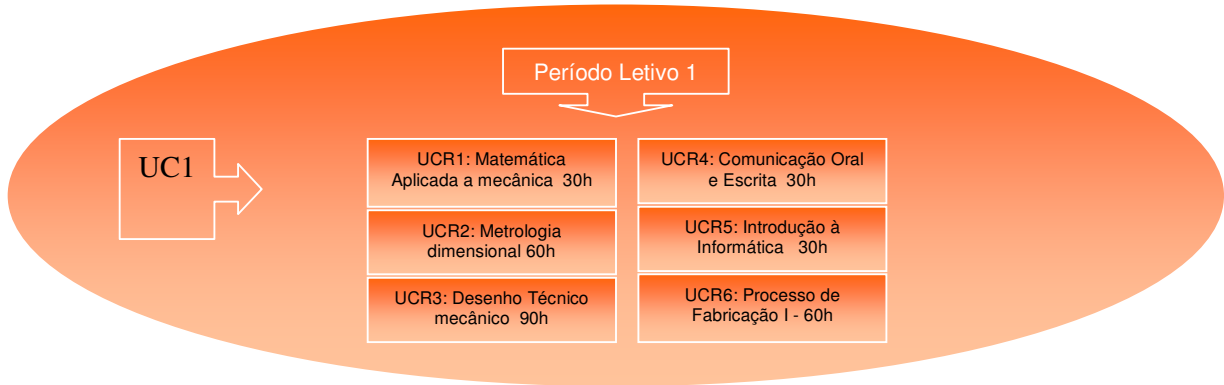 Período Letivo 1
UC1
UCR1: Matemática
Aplicada a mecânica 30h
UCR2: Metrologia
dimensional 60h
UCR3: Desenho Técnico
mecânico 90h
UCR4: Comunicação Oral
e Escrita 30h
UCR5: Introdução à
Informática 30h
UCR6: Processo de
Fabricação I - 60h